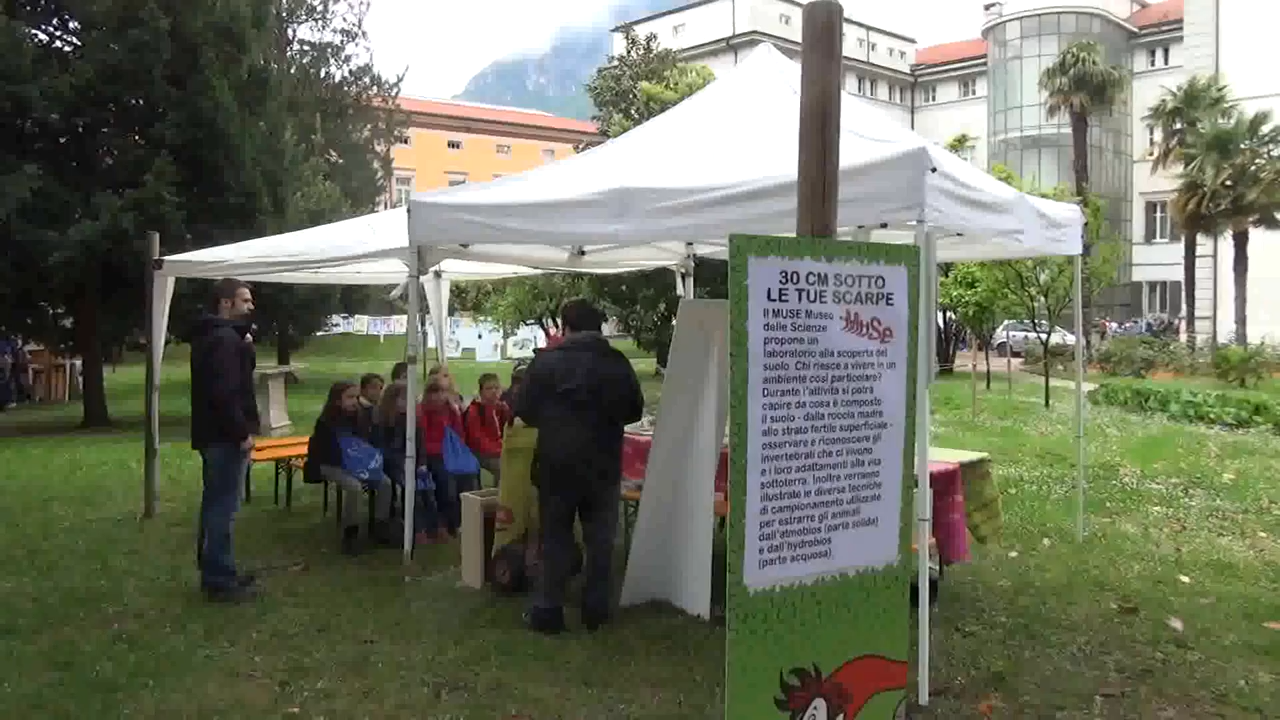 30 CM SOTTO
LE TUE SCARPE
Il MUSE Museo
delle Scienze
MuSe
propone un
laboratorio alla scoperta del
suolo. Chi riesce a vivere in un
ambiente così particolare?
Durante l'attività si potrà
capire da cosa è composto
il suolo - dalla roccia madre
allo strato fertile superficiale -
osservare e riconoscere gli
invertebrati che ci vivono
e i loro adattamenti alla vita
sottoterra. Inoltre verranno
illustrate le diverse tecniche
di campionamento utilizzate
per estrarre gli animali
dall'atmobios (parte solida)
e dall'hydrobios
(parte acquosa).